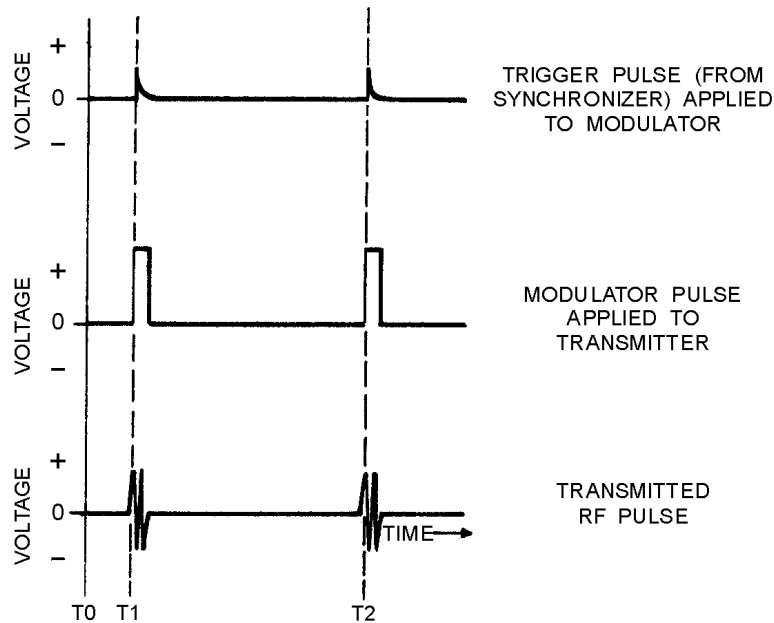 VOLTAGE
+
0
−
TRIGGER PULSE (FROM
SYNCHRONIZER) APPLIED
TO MODULATOR
VOLTAGE
+
0
−
MODULATOR PULSE
APPLIED TO
TRANSMITTER
VOLTAGE
+
0
−
TRANSMITTED
RF PULSE
TIME
T0 T1 T2